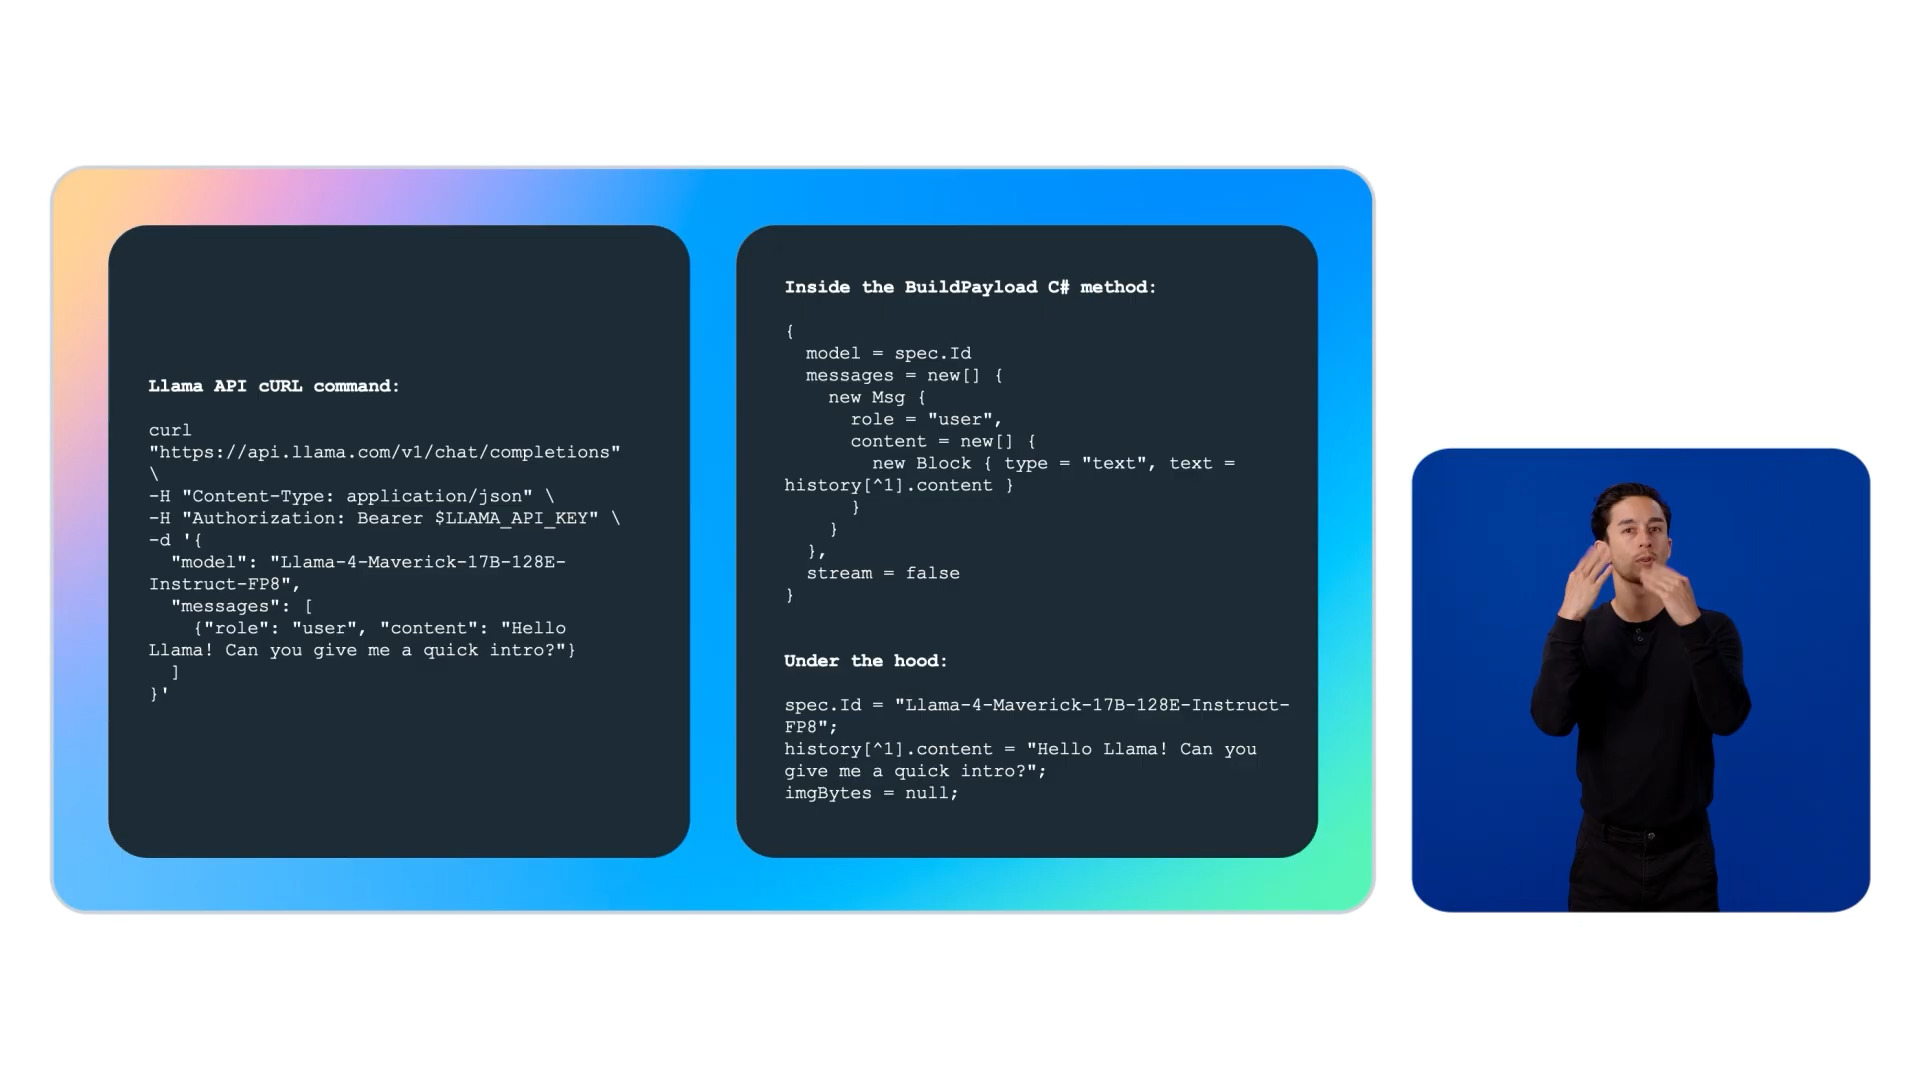 Llama API cURL command:
curl
"https://api.llama.com/v1/chat/completions"
\
-H "Content-Type: application/json" \
-H "Authorization: Bearer $LLAMA_API_KEY" \
-d '{
  "model": "Llama-4-Maverick-17B-128E-
Instruct-FP8",
  "messages": [
    {"role": "user", "content": "Hello
Llama! Can you give me a quick intro?"}
  ]
}'
Inside the BuildPayload C# method:
{
  model = spec.Id
  messages = new[] {
    new Msg {
      role = "user",
      content = new[] {
        new Block { type = "text", text =
history[^1].content }
      }
    }
  },
  stream = false
}
Under the hood:
spec.Id = "Llama-4-Maverick-17B-128E-Instruct-
FP8";
history[^1].content = "Hello Llama! Can you
give me a quick intro?";
imgBytes = null;